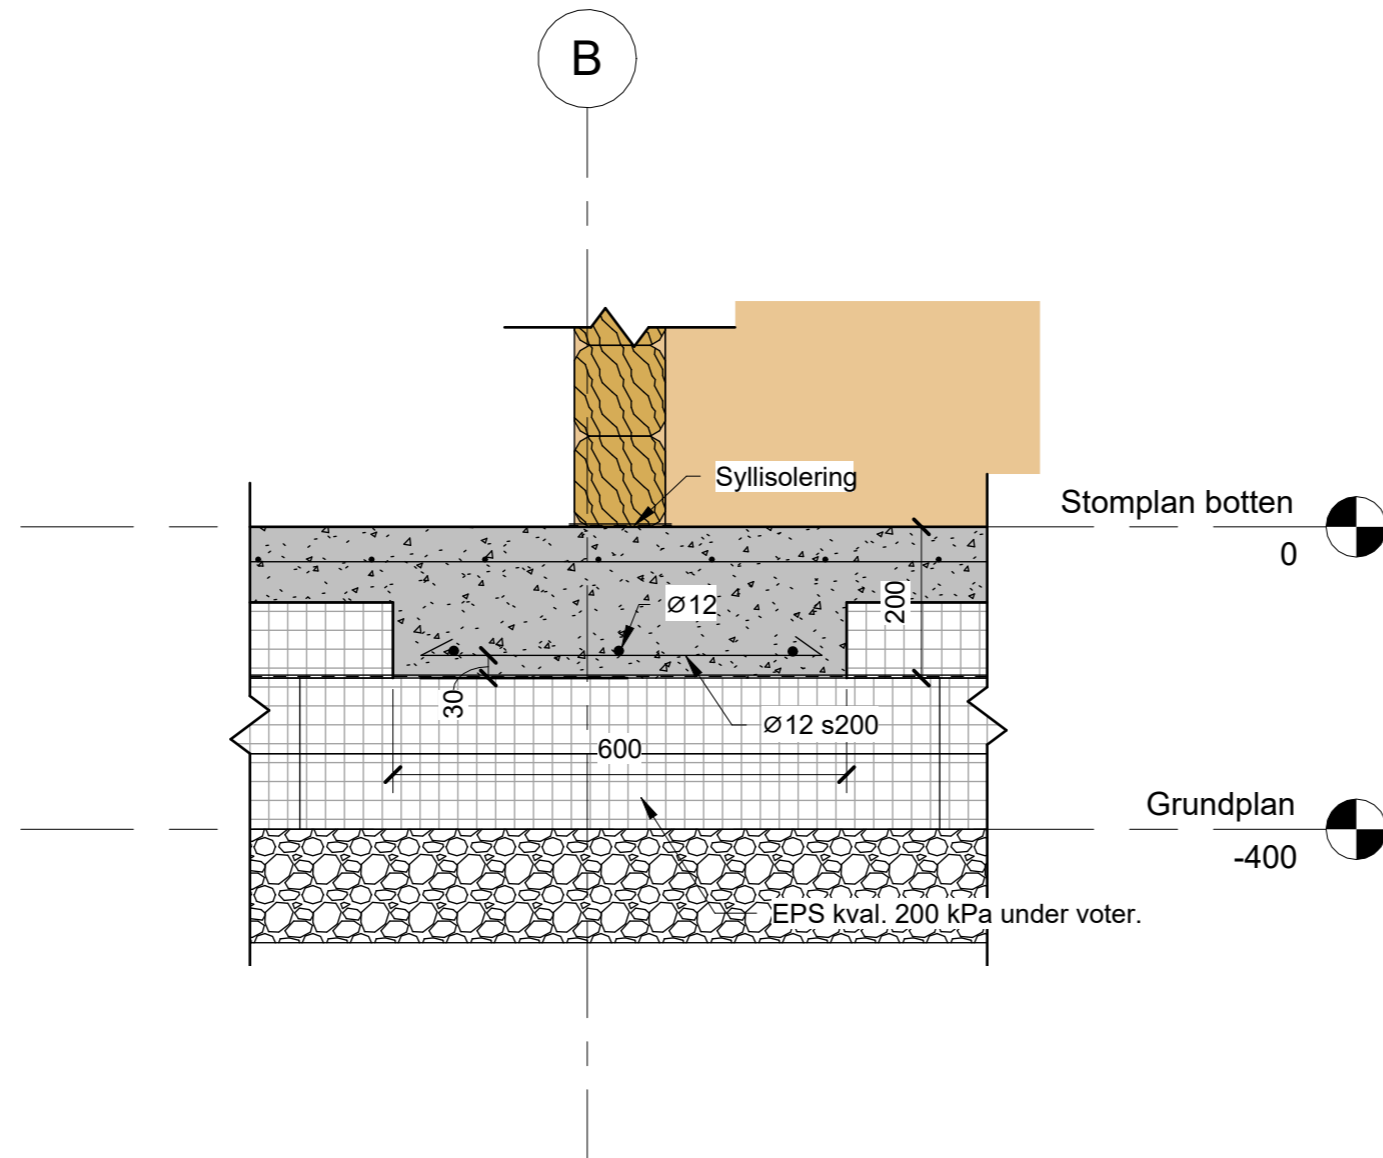 B
Syllisolering
Stomplan botten
0
200
Ø12
30
Ø12 s200
600
Grundplan
-400
EPS kval. 200 kPa under voter.